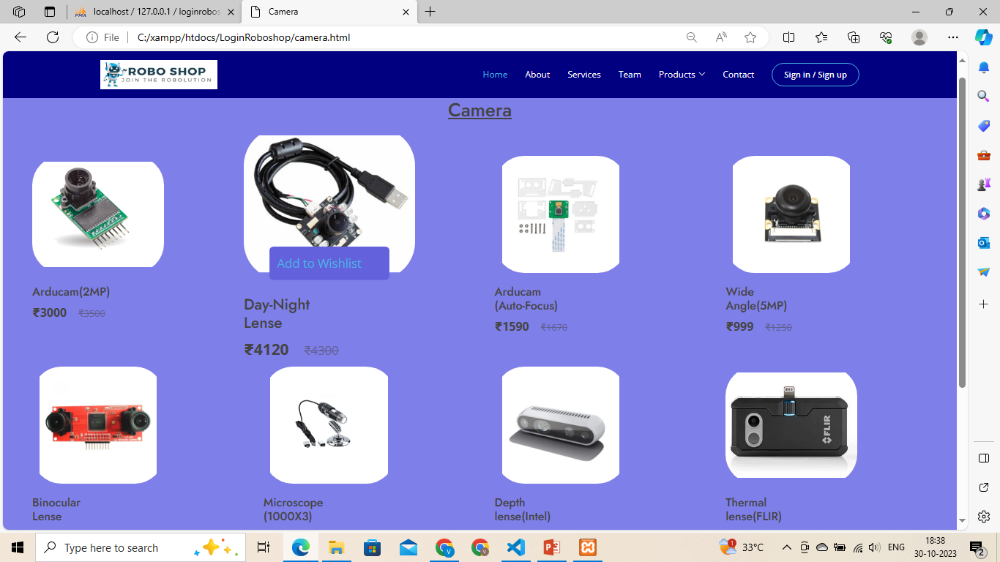 localhost / 127.0.0.1 / loginrobos
Camera
File
C:/xampp/htdocs/LoginRoboshop/camera.html
ROBO SHOP
JOIN THE ROBOLUTION
Home
About
Services
Team
Products
Contact
Sign in / Sign up
Camera
Add to Wishlist
Arducam(2MP)
₹3000 ₹3500
Day-Night
Lense
₹4120 ₹4300
Arducam
(Auto-Focus)
₹1590 ₹1670
Wide
Angle(5MP)
₹999 ₹1250
FLIR
Binocular
Lense
Microscope
(1000X3)
Depth
lense(Intel)
Thermal
lense(FLIR)
Type here to search
1
33°C
ENG
18:38
30-10-2023
2